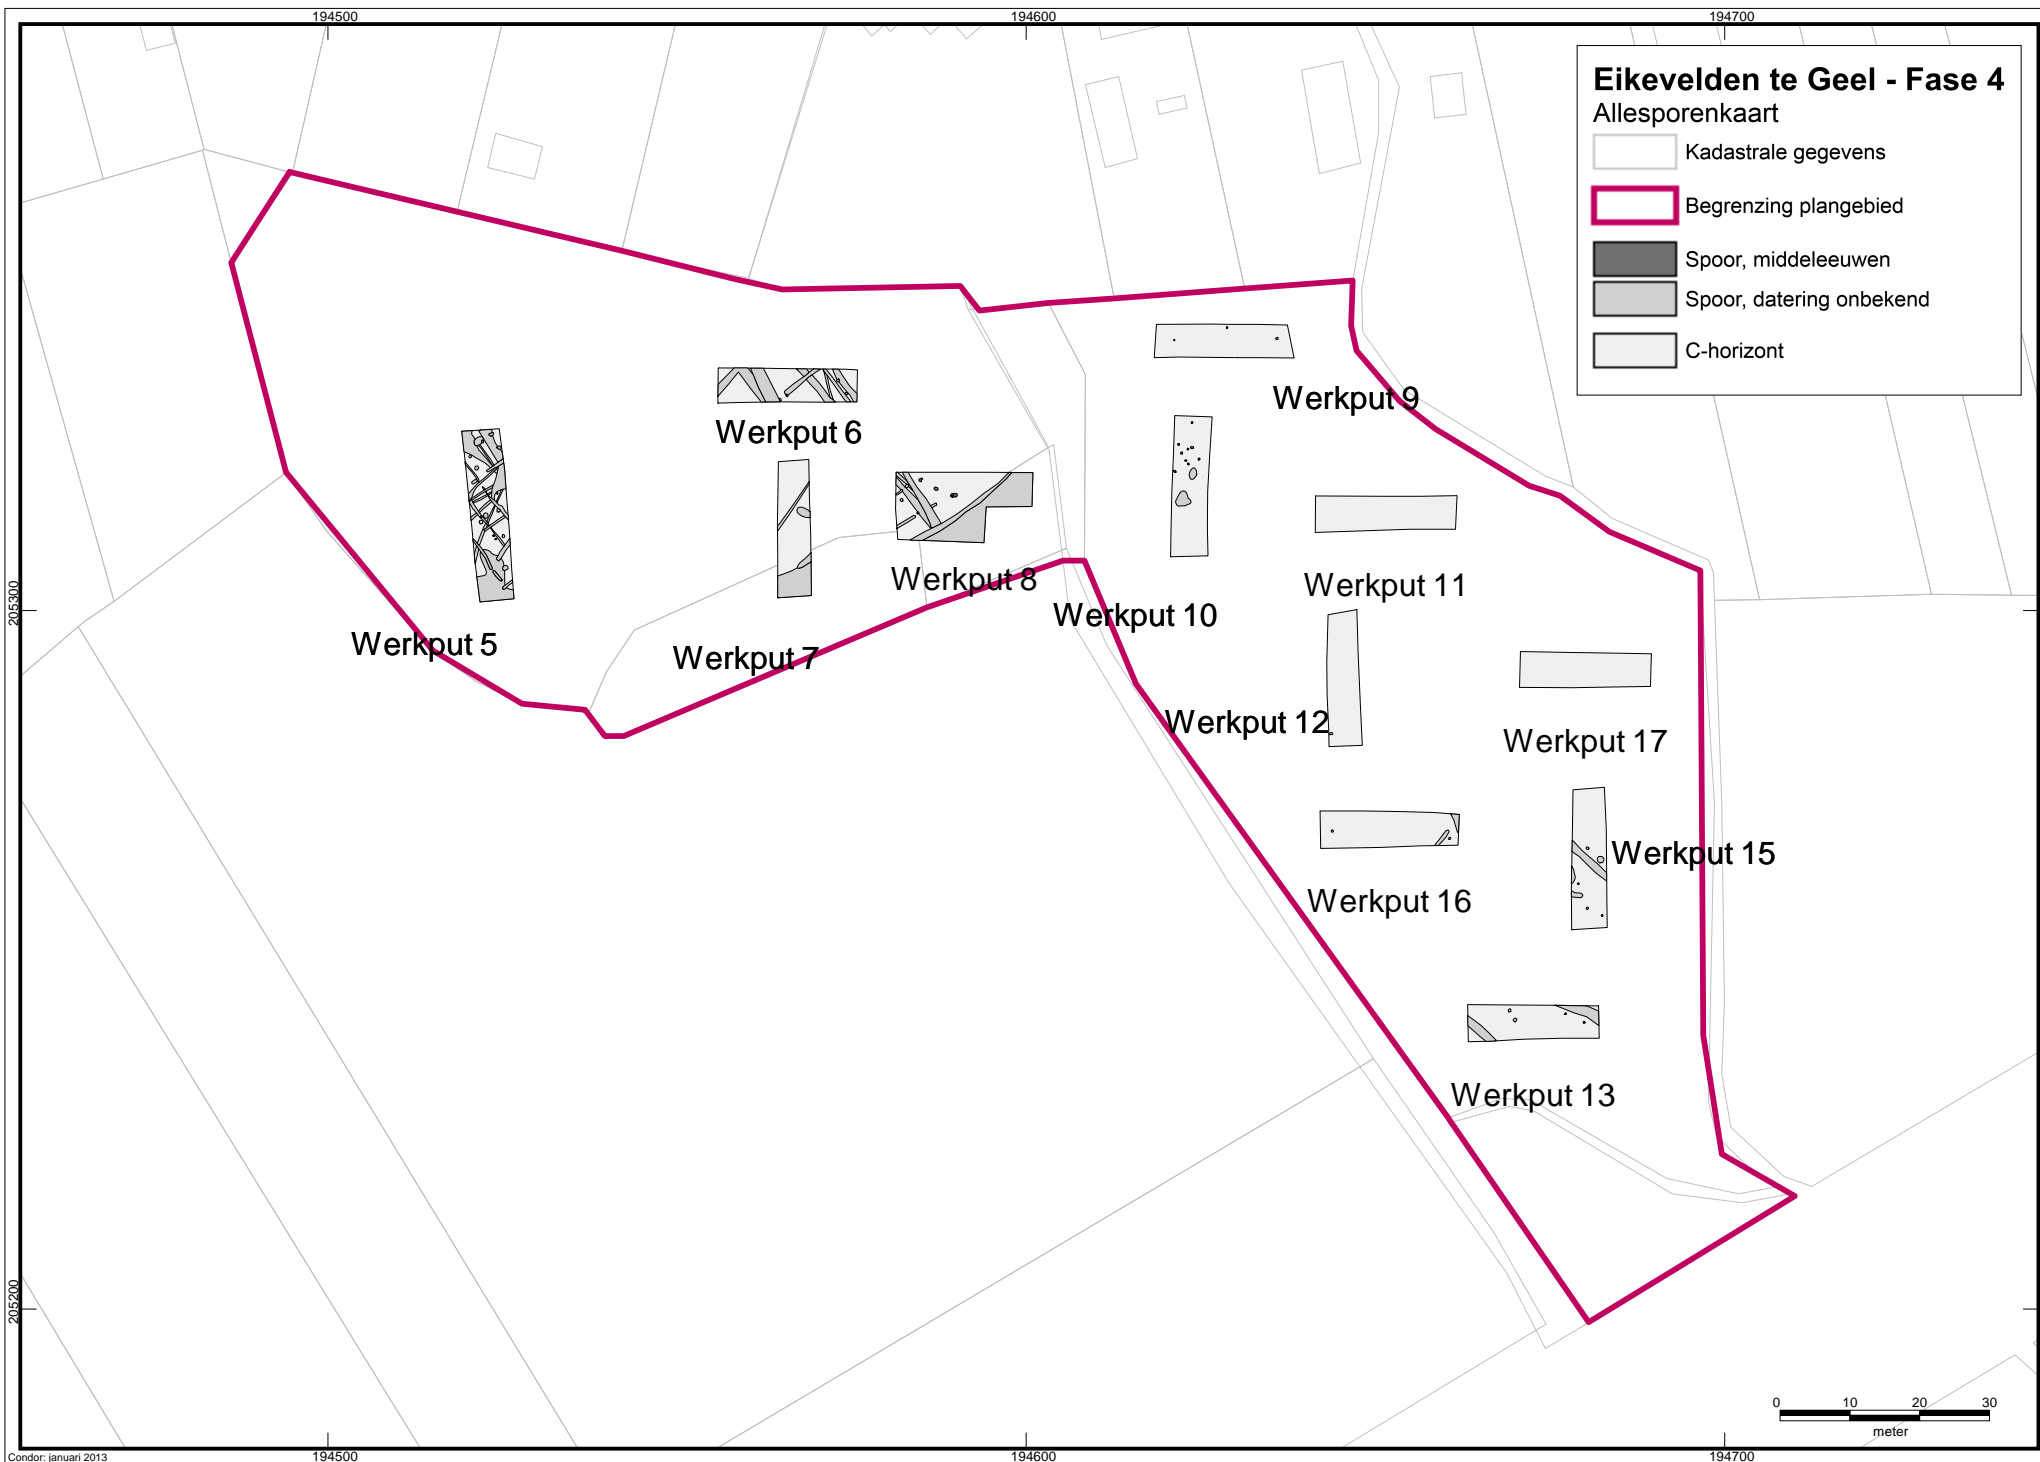 194500
194600
194700
Eikevelden te Geel - Fase 4
Allesporenkaart
Kadastrale gegevens
Begrenzing plangebied
Spoor, middeleeuwen
Spoor, datering onbekend
C-horizont
Werkput 9
Werkput 6
Werkput 8
Werkput 11
205300
Werkput 10
Werkput 5
Werkput 7
Werkput 12
Werkput 17
Werkput 15
Werkput 16
Werkput 13
205200
0 10 20 30
meter
Condor: januari 2013
194500
194600
194700